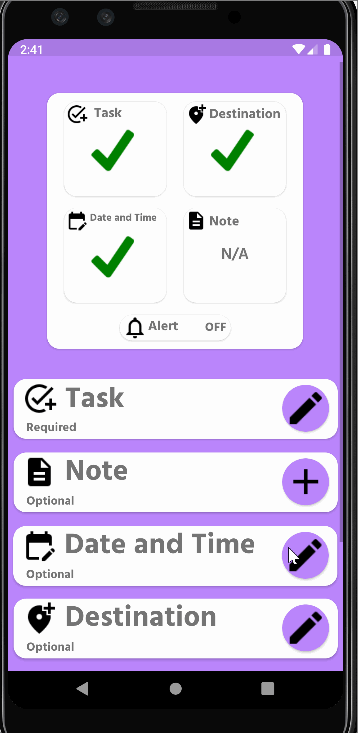 2:41
Task
Destination
Date and Time
Note
N/A
Alert OFF
Task
Required
Note
Optional
Date and Time
Optional
Destination
Optional